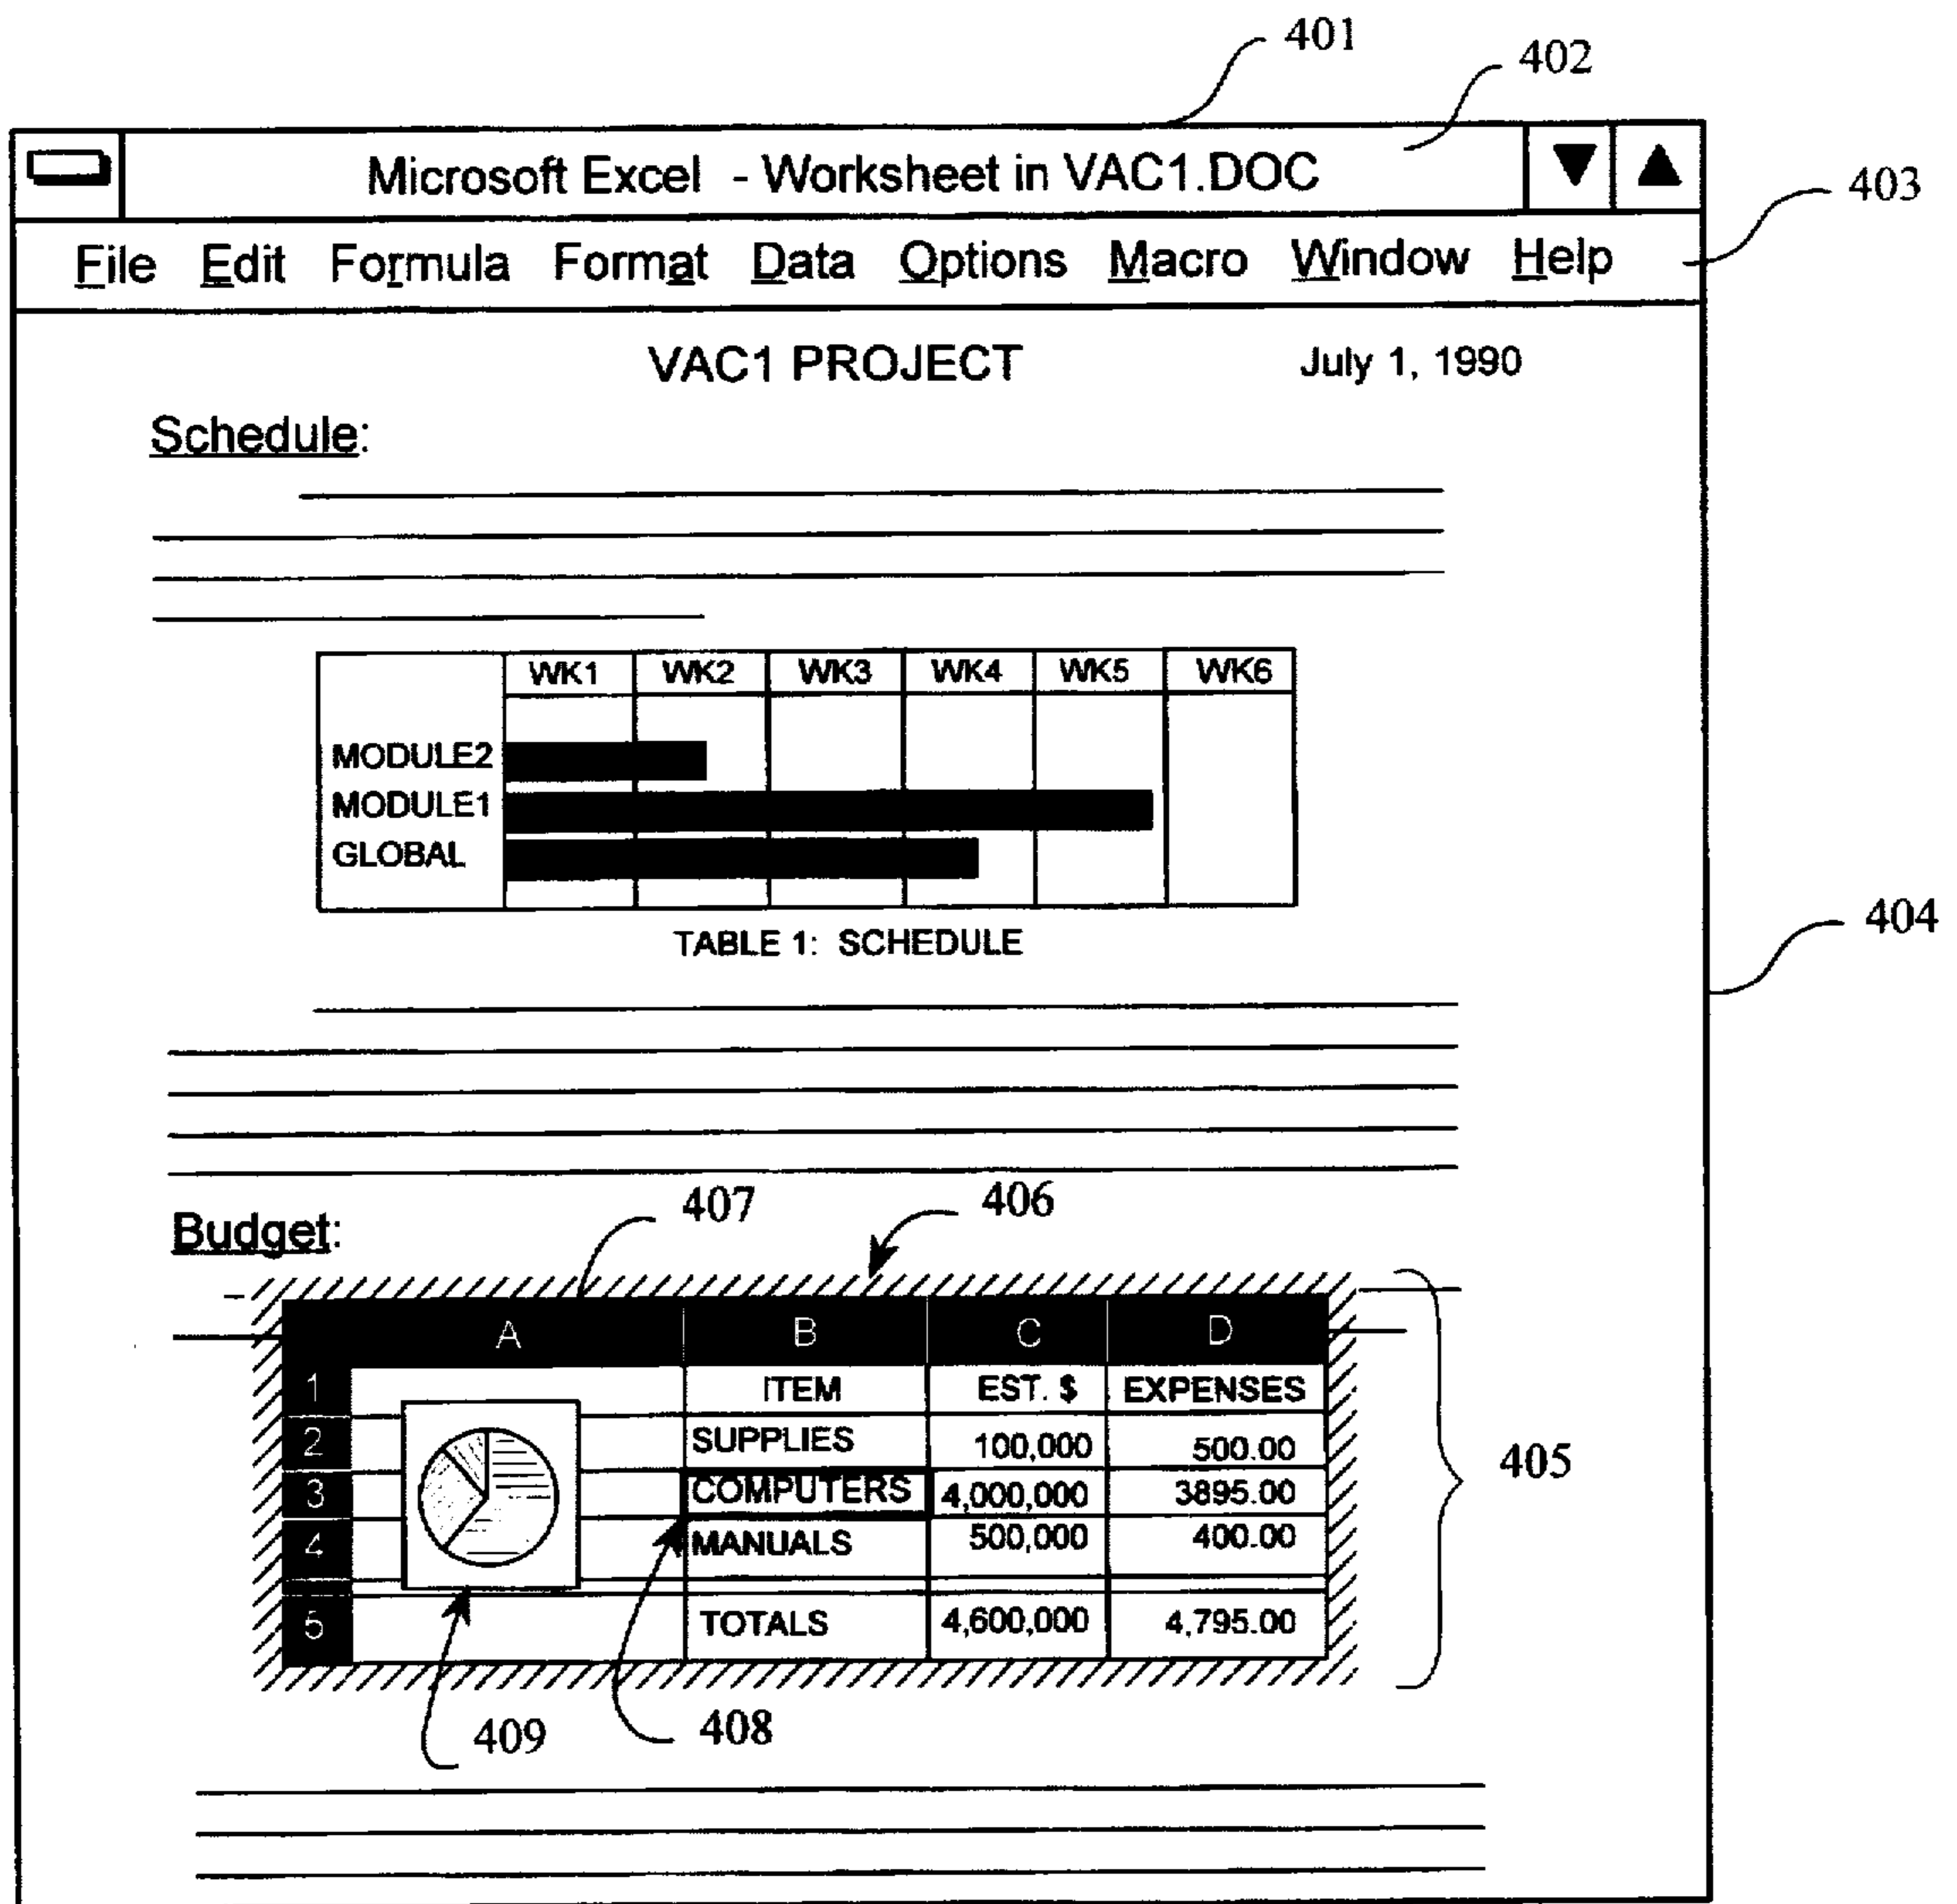 401
402
Microsoft Excel - Worksheet in VAC1.DOC
403
File Edit Formula Format Data Options Macro Window Help
VAC1 PROJECT July 1, 1990
Schedule:
WK1 WK2 WK3 WK4 WK5 WK6
MODULE2
MODULE1
GLOBAL
404
TABLE 1: SCHEDULE
407 406
Budget:
A B C D
1 ITEM EST. $ EXPENSES
2 SUPPLIES 100,000 500.00
405
3 COMPUTERS 4,000,000 3895.00
4 MANUALS 500,000 400.00
5 TOTALS 4,600,000 4,795.00
409 408